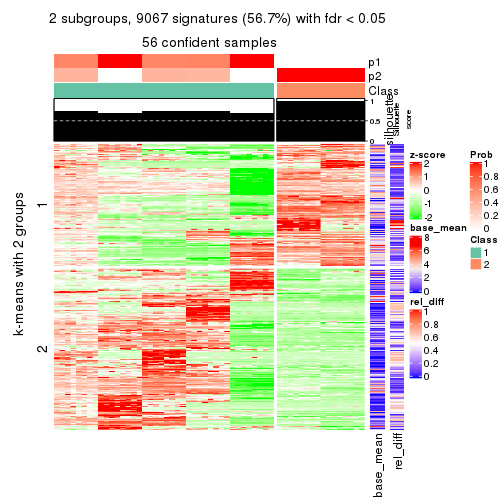 2 subgroups, 9067 signatures (56.7%) with fdr < 0.05
56 confident samples
p1
p2
Class
1
0.5
0
silhouette
Silhouette
score
k-means with 2 groups
1
2
base_mean
rel_diff
z-score
2
1
0
-1
-2
base_mean
8
6
4
2
0
rel_diff
1
0.8
0.6
0.4
0.2
0
Prob
1
0.8
0.6
0.4
0.2
0
Class
1
2